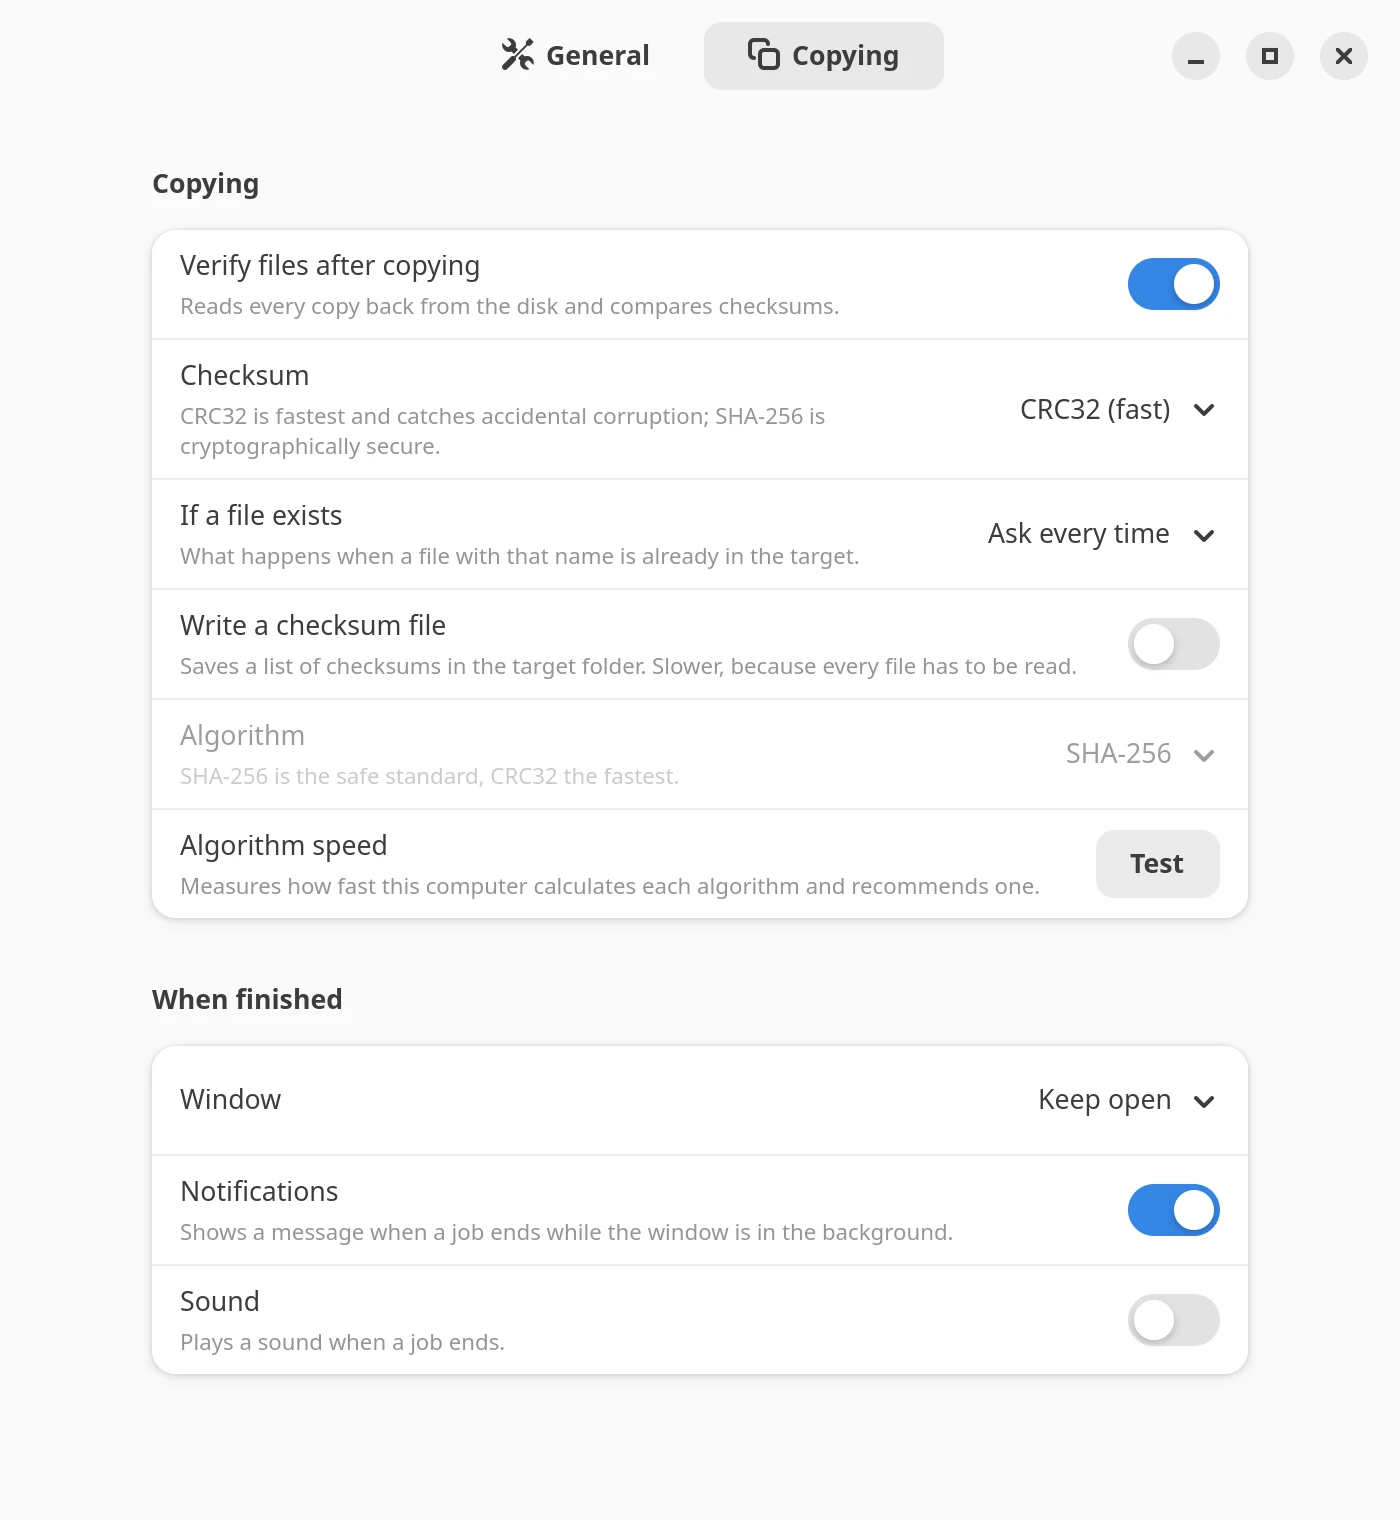 General
Copying
Copying
Verify files after copying
Reads every copy back from the disk and compares checksums.
Checksum
CRC32 is fastest and catches accidental corruption; SHA-256 is
cryptographically secure.
CRC32 (fast)
If a file exists
What happens when a file with that name is already in the target.
Ask every time
Write a checksum file
Saves a list of checksums in the target folder. Slower, because every file has to be read.
Algorithm
SHA-256 is the safe standard, CRC32 the fastest.
SHA-256
Algorithm speed
Measures how fast this computer calculates each algorithm and recommends one.
Test
When finished
Window
Keep open
Notifications
Shows a message when a job ends while the window is in the background.
Sound
Plays a sound when a job ends.